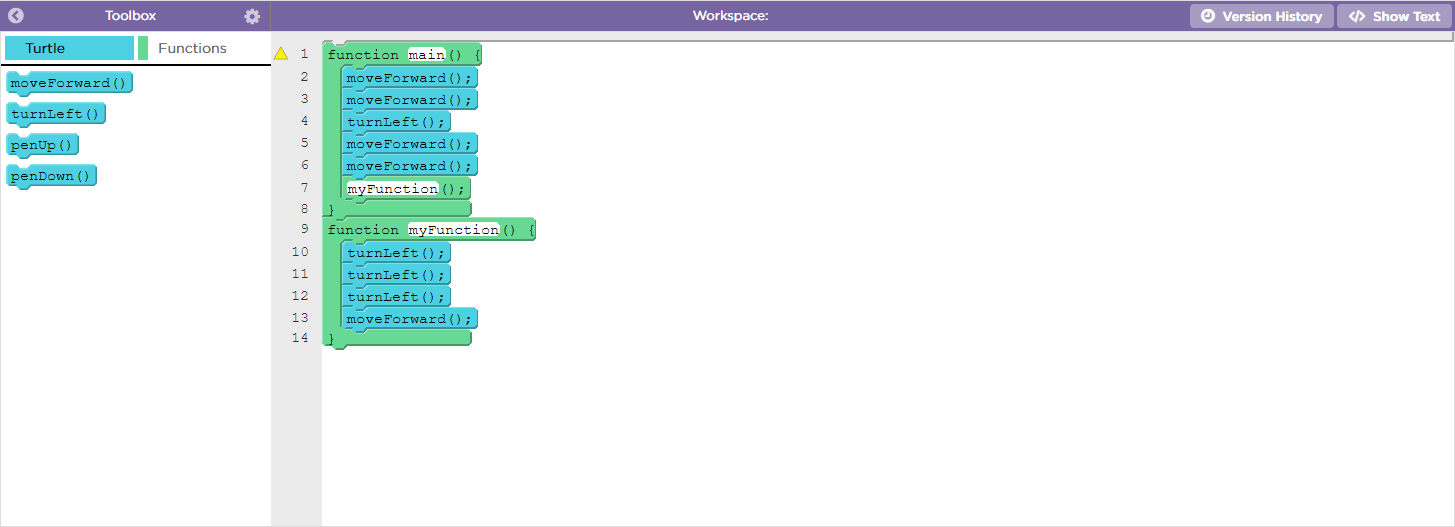 Toolbox Workspace: Version History </> Show Text
Turtle Functions
moveForward()
turnLeft()
penUp()
penDown()
1 function main() {
2 moveForward();
3 moveForward();
4 turnLeft();
5 moveForward();
6 moveForward();
7 myFunction();
8 }
9 function myFunction() {
10 turnLeft();
11 turnLeft();
12 turnLeft();
13 moveForward();
14 }